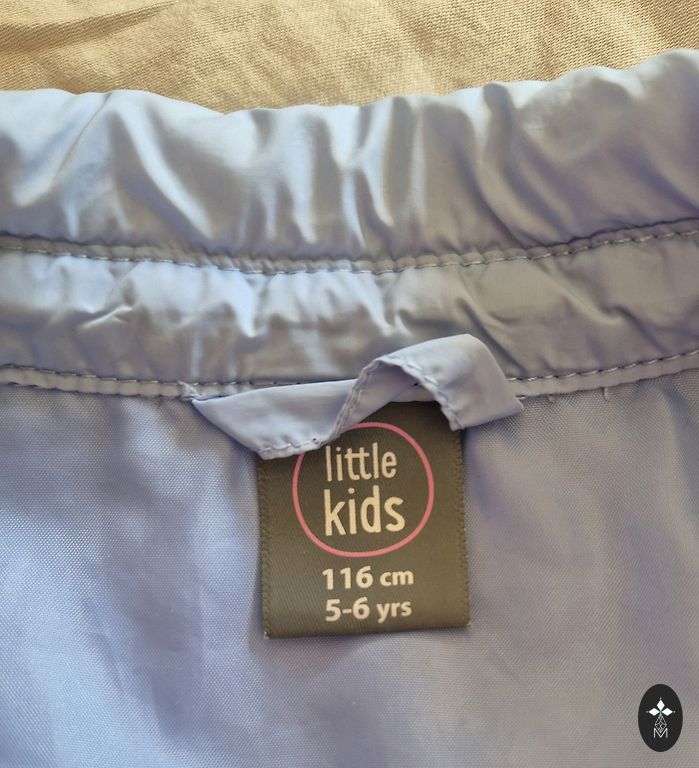 little
kids
116 cm
5-6 yrs
M